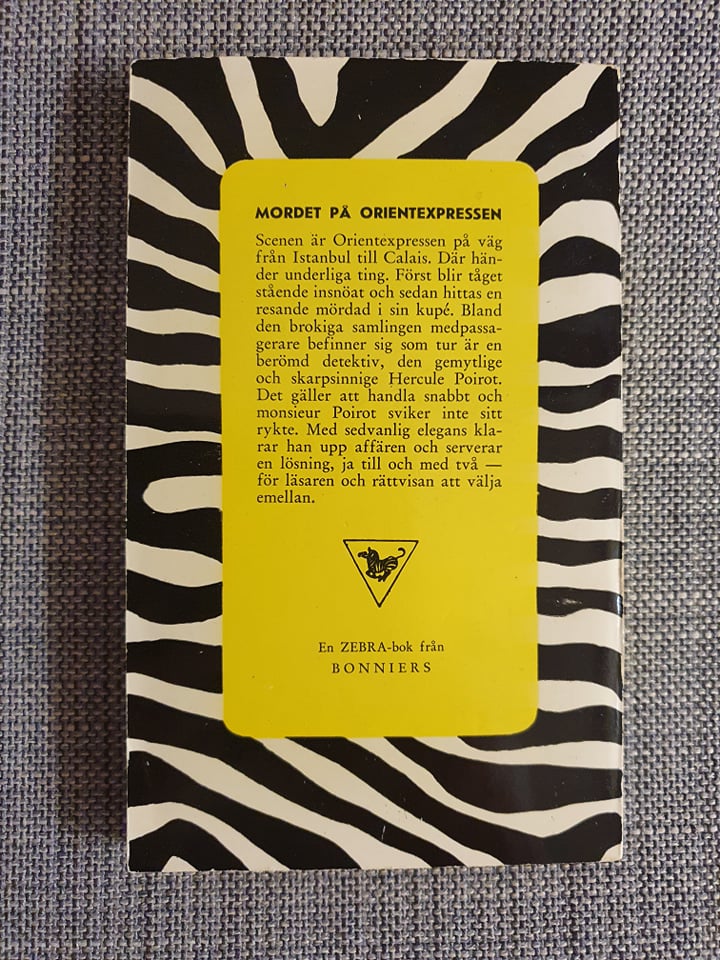 MORDET PÅ ORIENTEXPRESSEN
Scenen är Orientexpressen på väg
från Istanbul till Calais. Där hän-
der underliga ting. Först blir tåget
stående insnöat och sedan hittas en
resande mördad i sin kupé. Bland
den brokiga samlingen medpassa-
gerare befinner sig som tur är en
berömd detektiv, den gemytlige
och skarpsinnige Hercule Poirot.
Det gäller att handla snabbt och
monsieur Poirot sviker inte sitt
rykte. Med sedvanlig elegans kla-
rar han upp affären och serverar
en lösning, ja till och med två —
för läsaren och rättvisan att välja
emellan.
En ZEBRA-bok från
BONNIERS